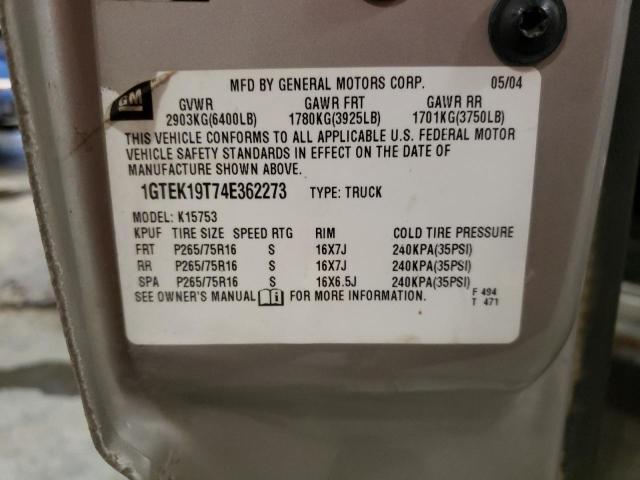 GM
MFD BY GENERAL MOTORS CORP. 05/04
GVWR GAWR FRT GAWR RR
2903KG(6400LB) 1780KG(3925LB) 1701KG(3750LB)
THIS VEHICLE CONFORMS TO ALL APPLICABLE U.S. FEDERAL MOTOR
VEHICLE SAFETY STANDARDS IN EFFECT ON THE DATE OF
MANUFACTURE SHOWN ABOVE.
1GTEK19T74E362273 TYPE: TRUCK
MODEL: K15753
KPUF TIRE SIZE SPEED RTG RIM COLD TIRE PRESSURE
FRT P265/75R16 S 16X7J 240KPA(35PSI)
RR P265/75R16 S 16X7J 240KPA(35PSI)
SPA P265/75R16 S 16X6.5J 240KPA(35PSI)
SEE OWNER'S MANUAL FOR MORE INFORMATION.
F 494
T 471